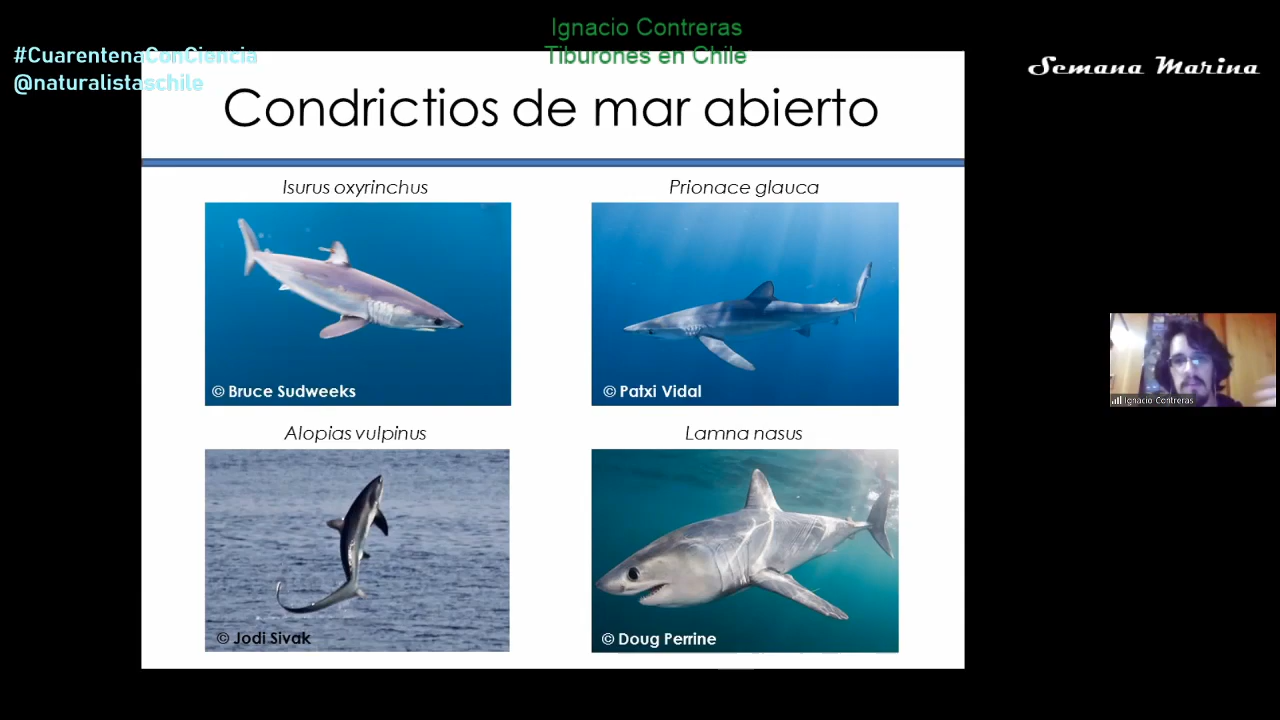 Ignacio Contreras
Tiburones en Chile
#CuarentenaConCiencia
@naturalistaschile
Semana Marina
Condrictios de mar abierto
Isurus oxyrinchus
Prionace glauca
© Bruce Sudweeks
© Patxi Vidal
Alopias vulpinus
Lamna nasus
© Jodi Sivak
© Doug Perrine
Ignacio Contreras